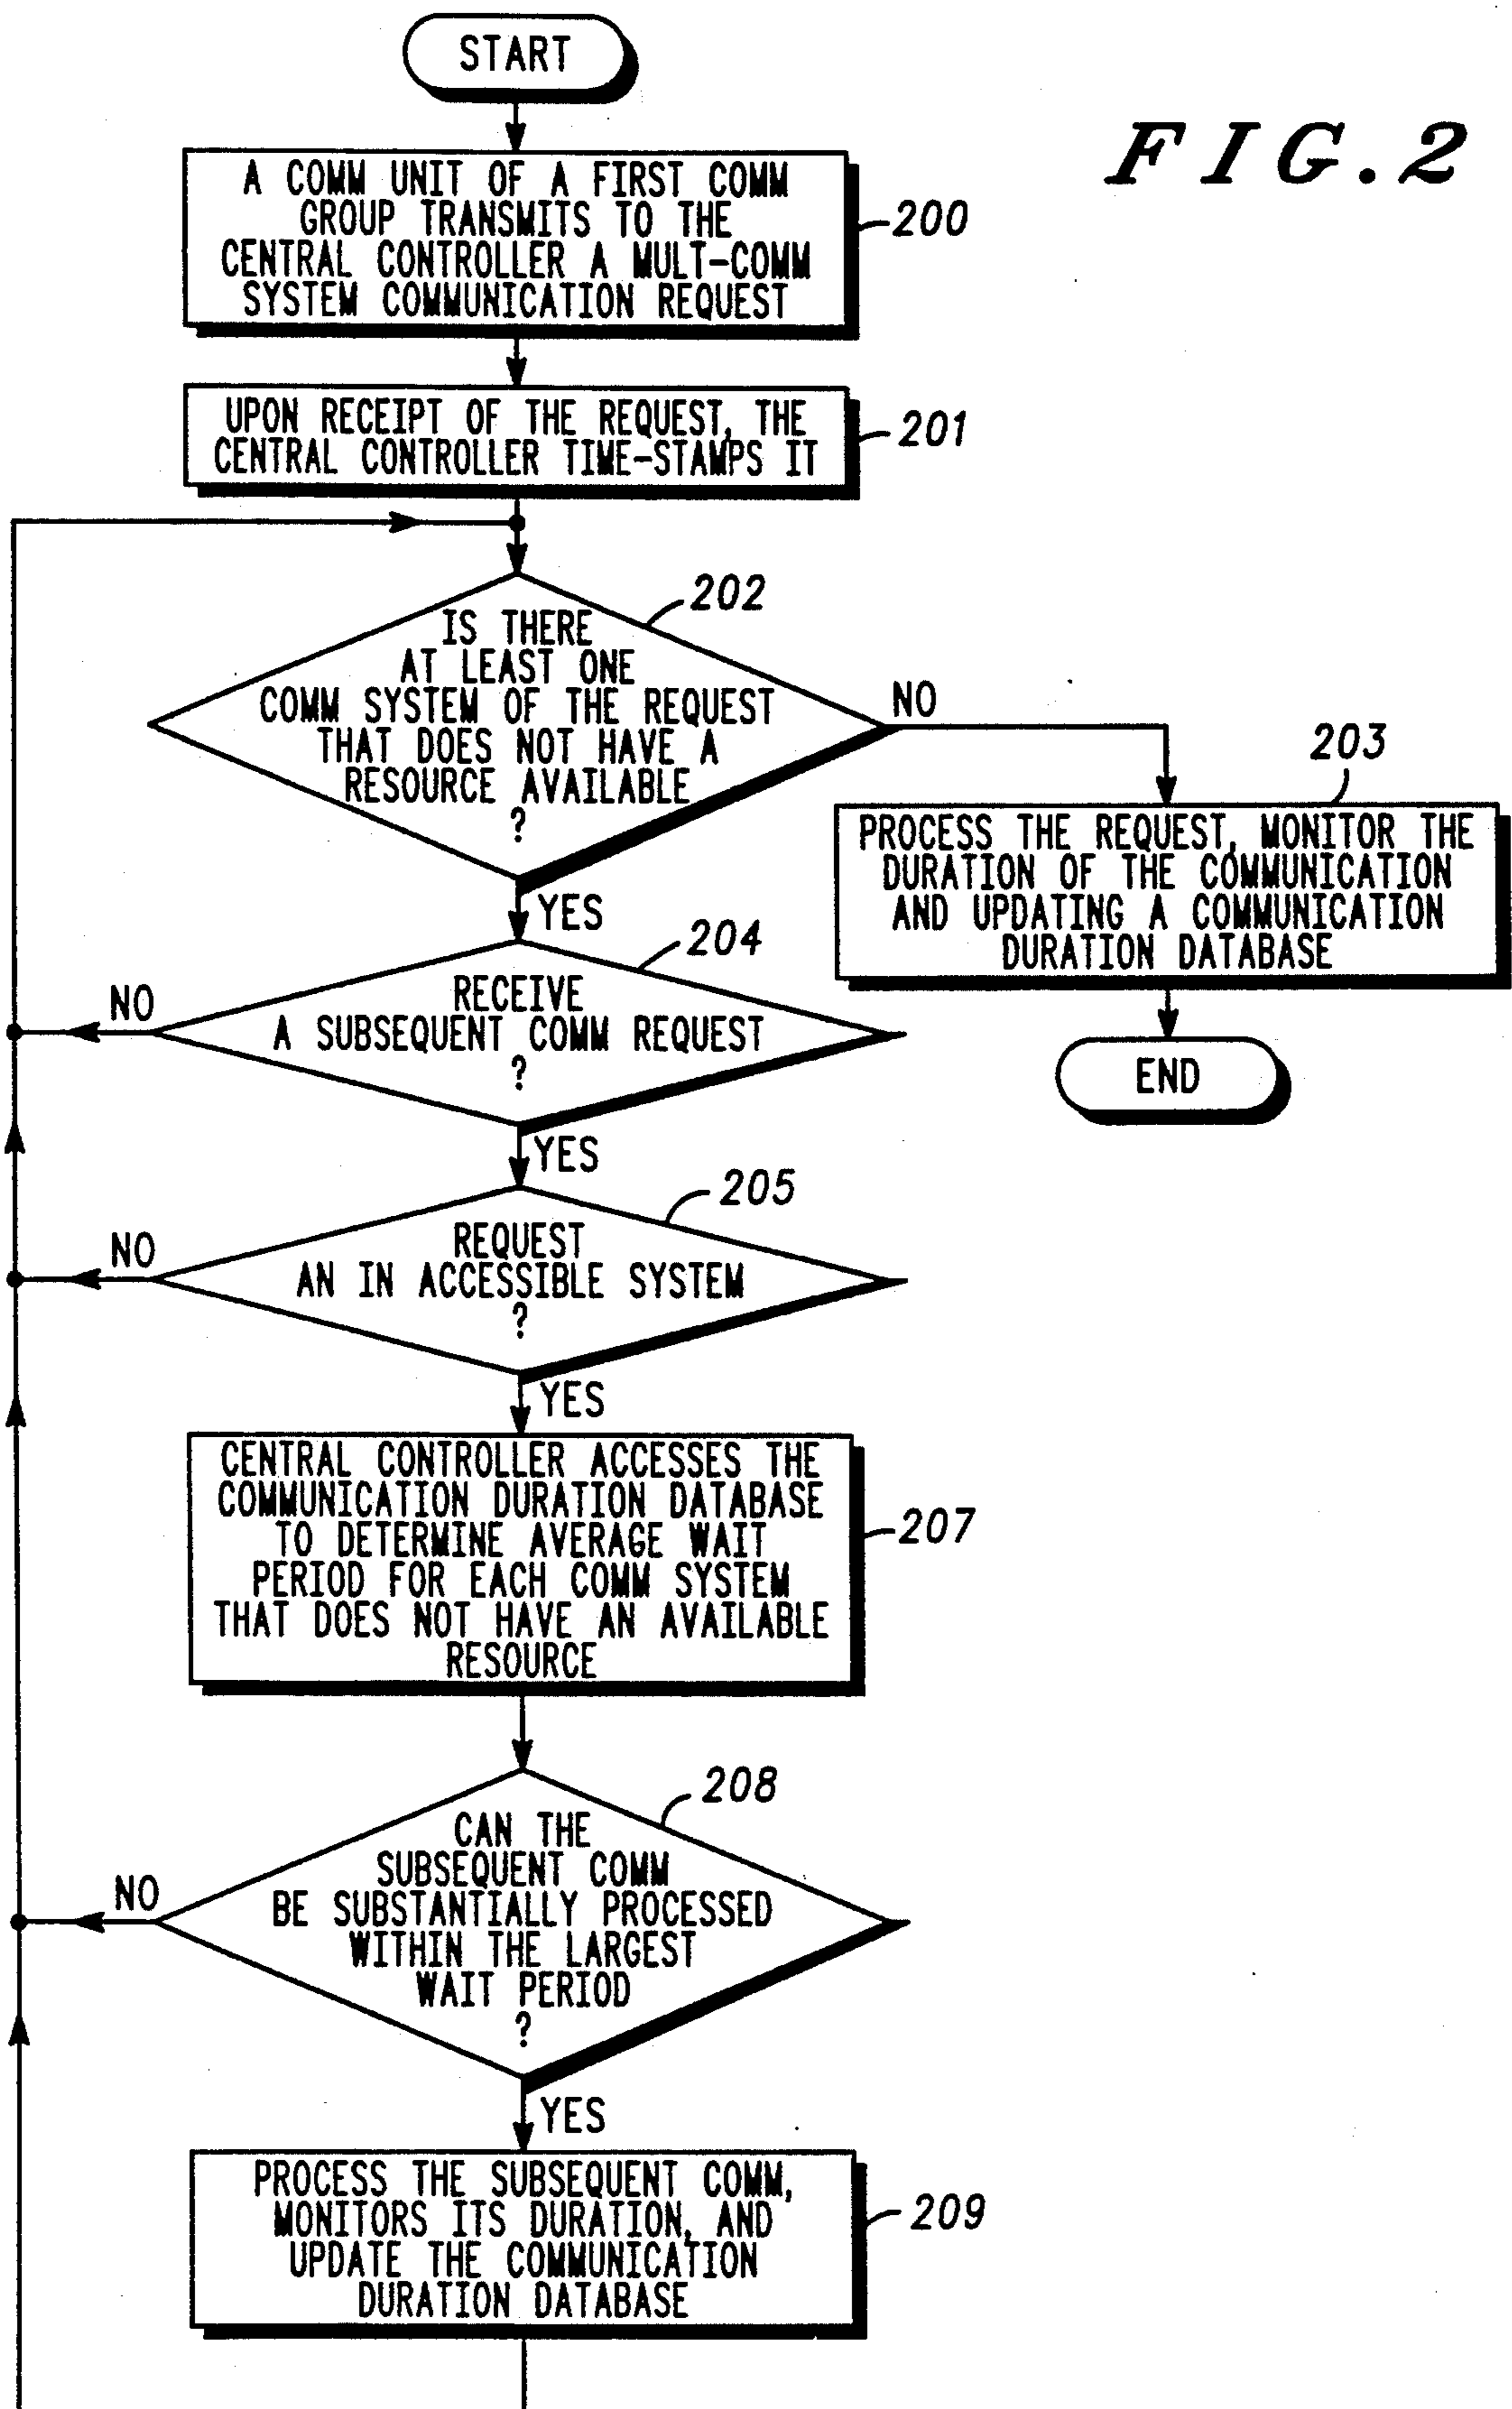 START
FIG.2
A COMM UNIT OF A FIRST COMM
GROUP TRANSMITS TO THE
CENTRAL CONTROLLER A MULT-COMM
SYSTEM COMMUNICATION REQUEST
200
UPON RECEIPT OF THE REQUEST, THE
CENTRAL CONTROLLER TIME-STAMPS IT
201
202
IS THERE
AT LEAST ONE
COMM SYSTEM OF THE REQUEST
THAT DOES NOT HAVE A
RESOURCE AVAILABLE
?
NO
203
PROCESS THE REQUEST, MONITOR THE
DURATION OF THE COMMUNICATION
AND UPDATING A COMMUNICATION
DURATION DATABASE
END
YES
204
RECEIVE
A SUBSEQUENT COMM REQUEST
?
NO
YES
205
REQUEST
AN IN ACCESSIBLE SYSTEM
?
NO
YES
CENTRAL CONTROLLER ACCESSES THE
COMMUNICATION DURATION DATABASE
TO DETERMINE AVERAGE WAIT
PERIOD FOR EACH COMM SYSTEM
THAT DOES NOT HAVE AN AVAILABLE
RESOURCE
207
208
CAN THE
SUBSEQUENT COMM
BE SUBSTANTIALLY PROCESSED
WITHIN THE LARGEST
WAIT PERIOD
?
NO
YES
PROCESS THE SUBSEQUENT COMM,
MONITORS ITS DURATION, AND
UPDATE THE COMMUNICATION
DURATION DATABASE
209